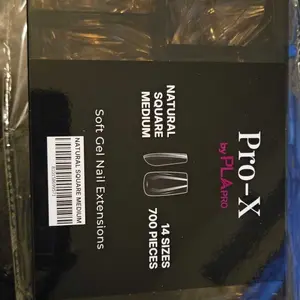 Pro-X
by PLA PRO
NATURAL
SQUARE
MEDIUM
14 SIZES
700 PIECES
Soft Gel Nail Extensions
NATURAL SQUARE MEDIUM